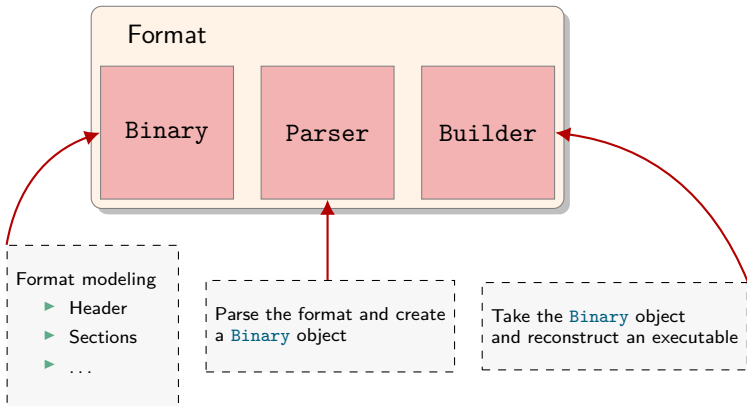 Format
Binary
Parser
Builder
Format modeling
► Header
► Sections
► ...
Parse the format and create
a Binary object
Take the Binary object
and reconstruct an executable